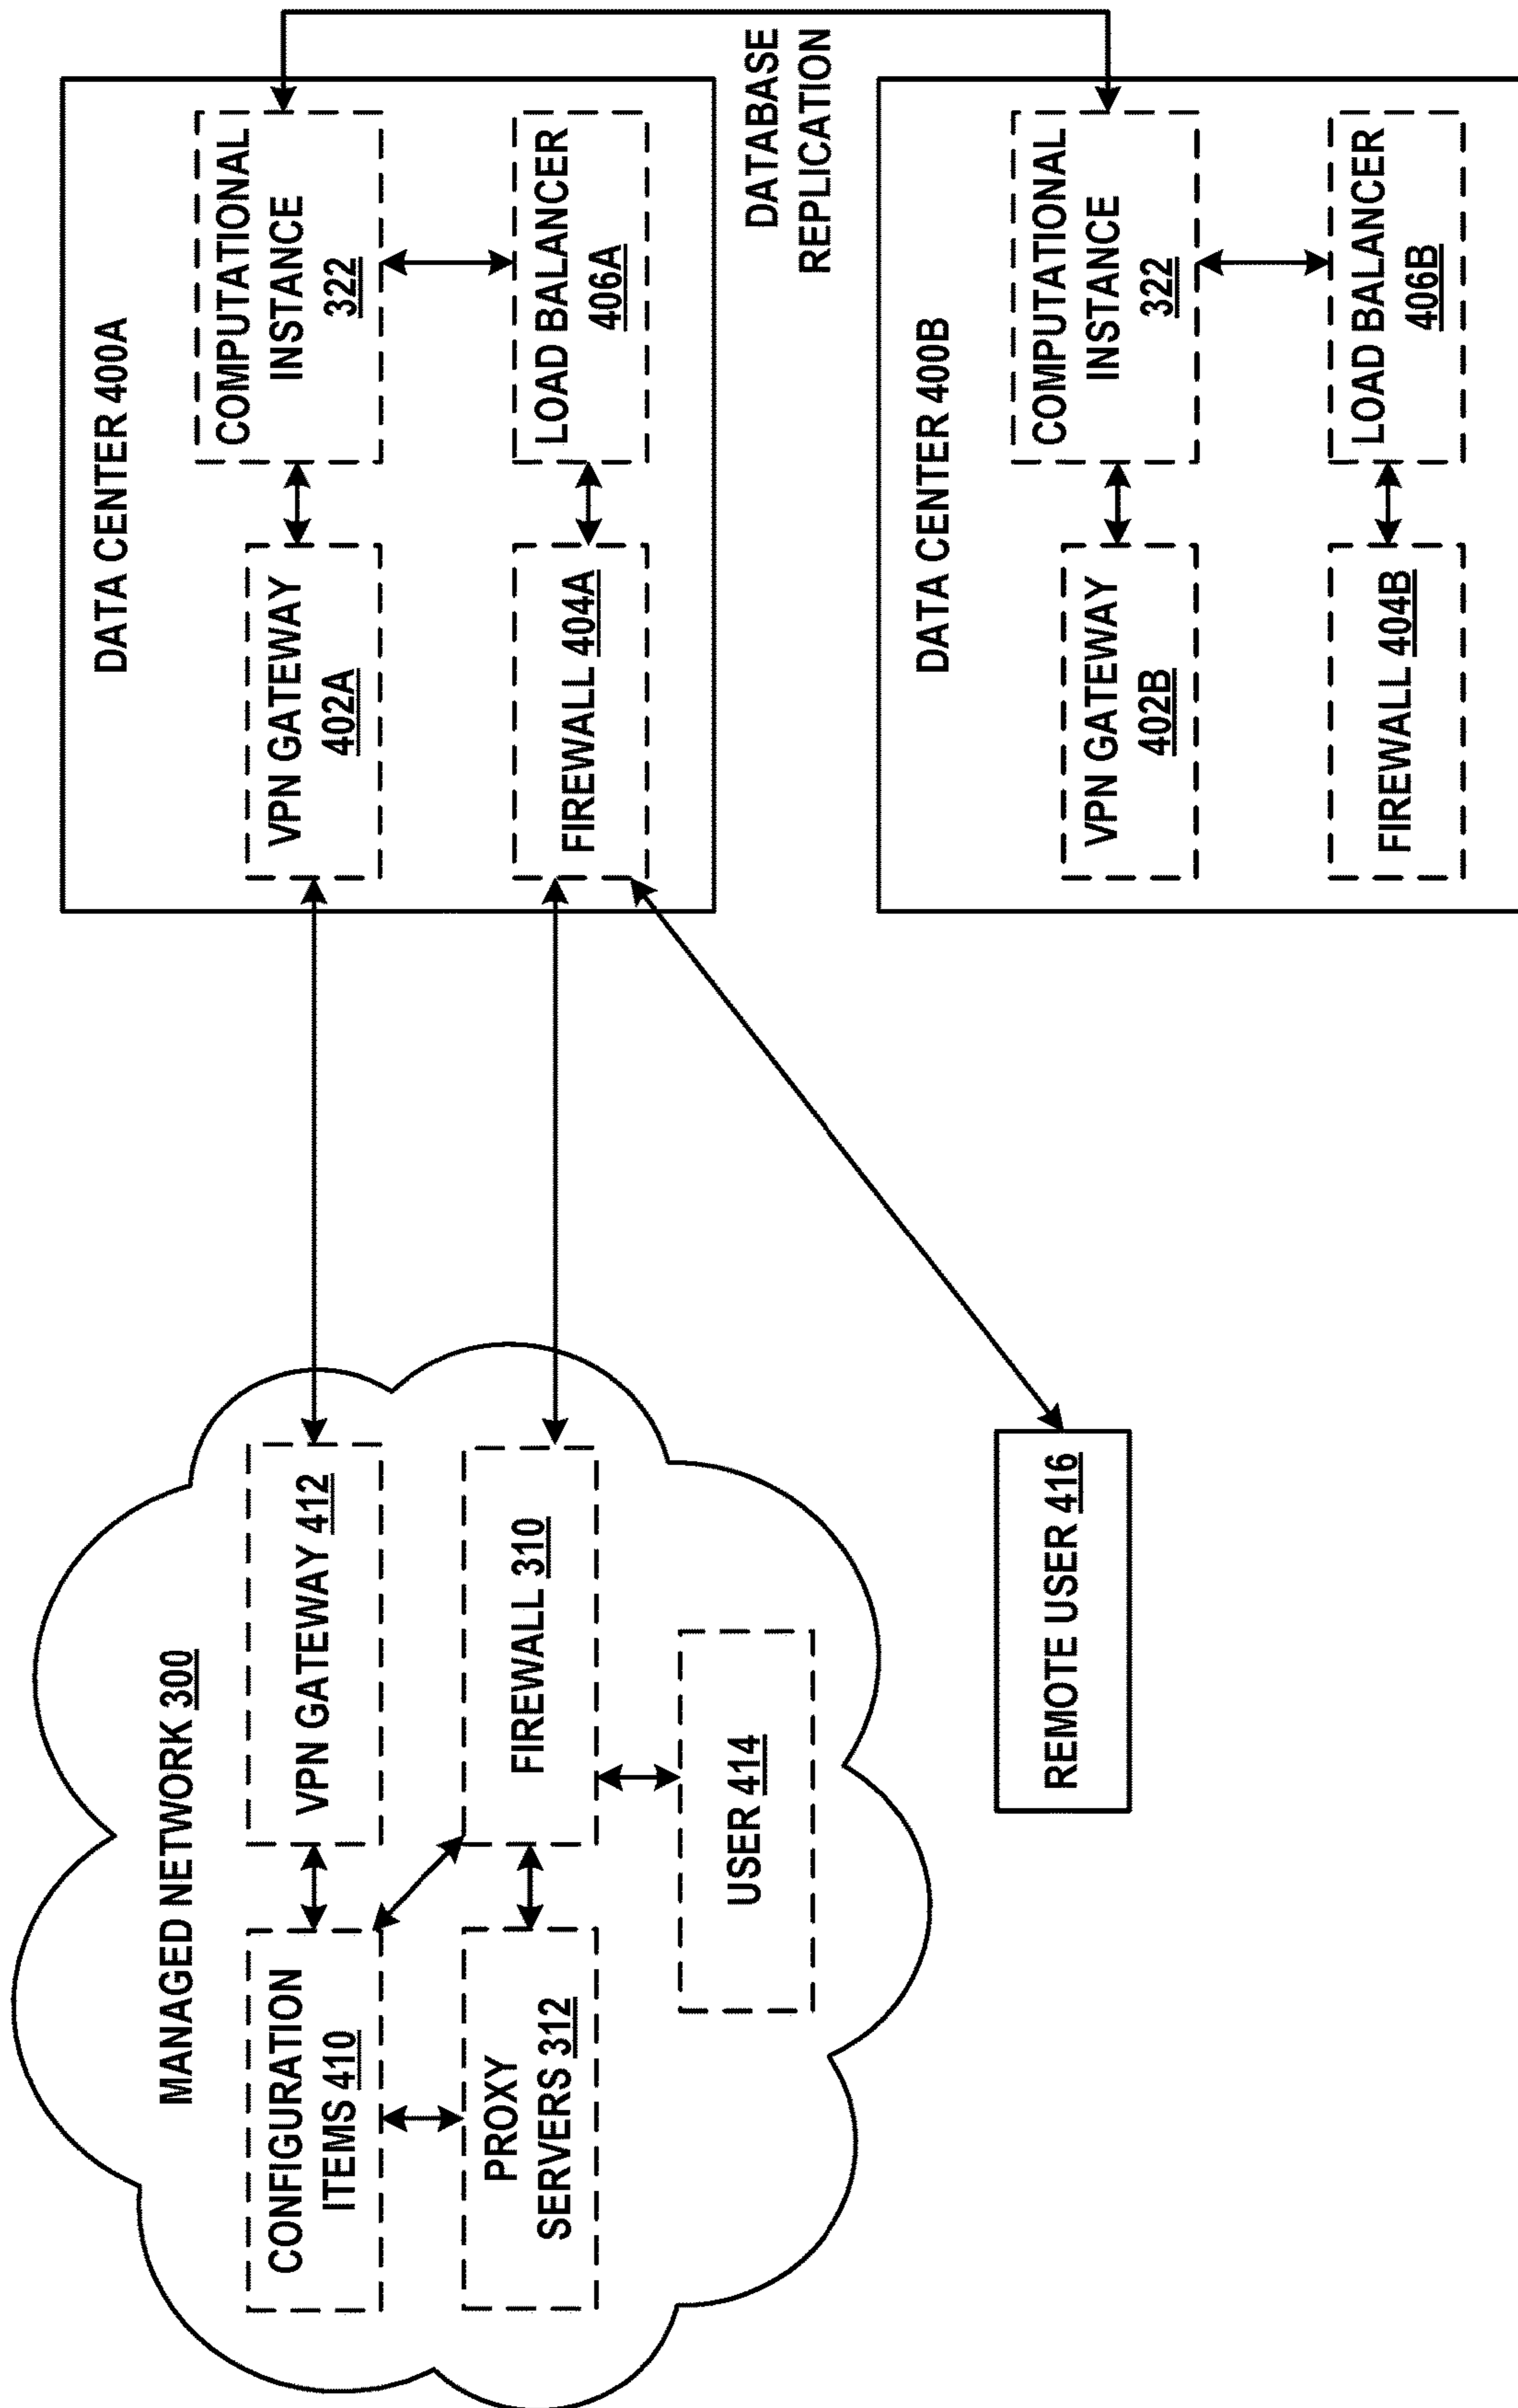 MANAGED NETWORK 300
CONFIGURATION
ITEMS 410
VPN GATEWAY 412
PROXY
SERVERS 312
FIREWALL 310
USER 414
REMOTE USER 416
DATA CENTER 400A
VPN GATEWAY
402A
COMPUTATIONAL
INSTANCE
322
FIREWALL 404A
LOAD BALANCER
406A
DATABASE
REPLICATION
DATA CENTER 400B
VPN GATEWAY
402B
COMPUTATIONAL
INSTANCE
322
FIREWALL 404B
LOAD BALANCER
406B